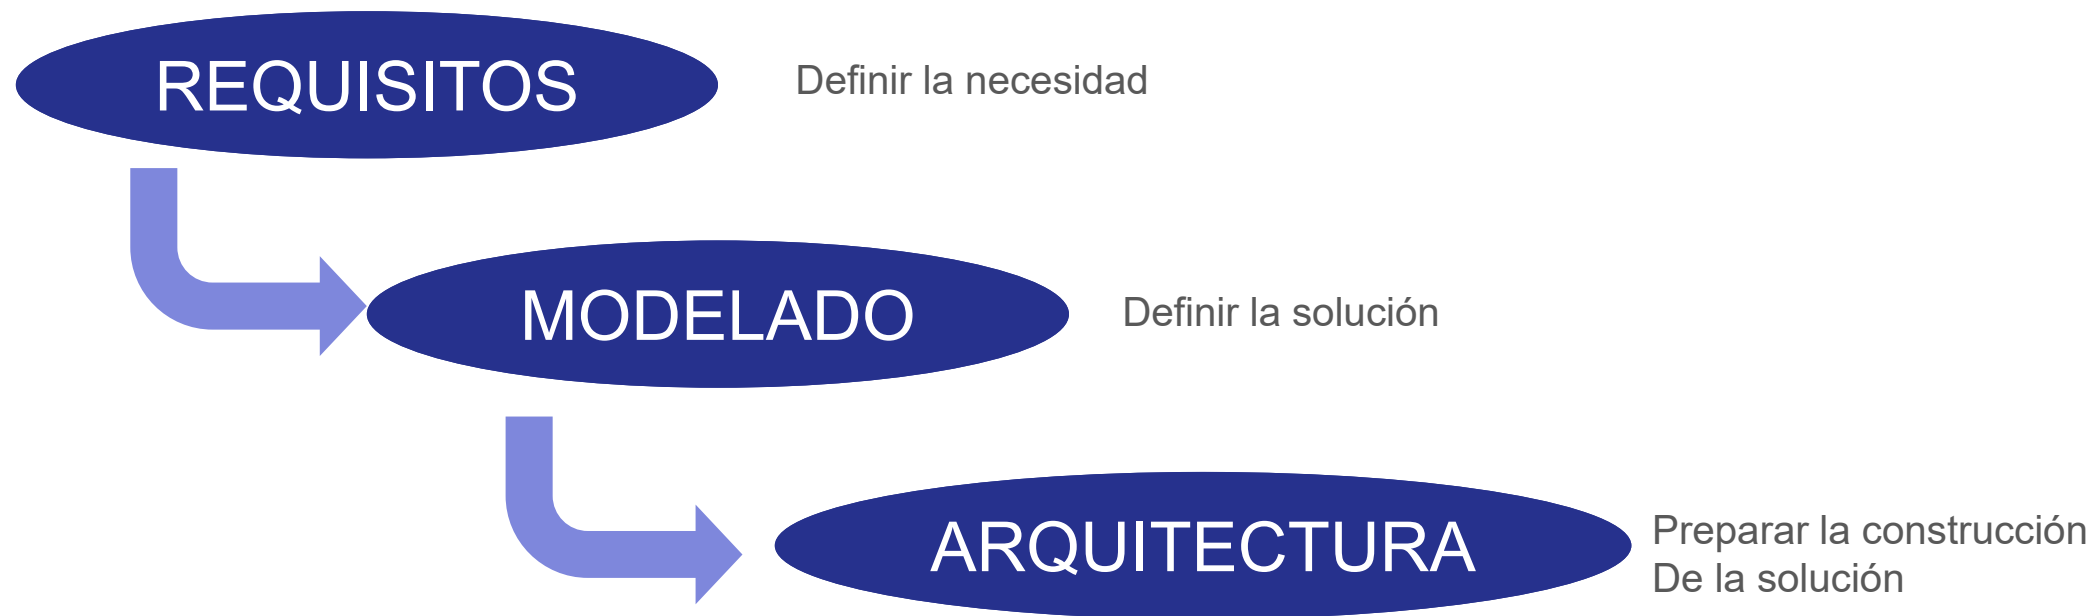 REQUISITOS
Definir la necesidad
MODELADO
Definir la solución
ARQUITECTURA
Preparar la construcción
De la solución